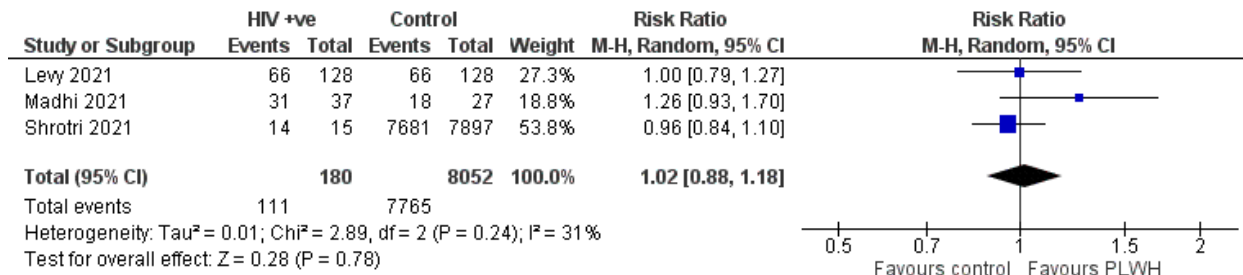 HIV +ve Control Risk Ratio Risk Ratio
Study or Subgroup Events Total Events Total Weight M-H, Random, 95% CI M-H, Random, 95% CI
Levy 2021 66 128 66 128 27.3% 1.00 [0.79, 1.27]
Madhi 2021 31 37 18 27 18.8% 1.26 [0.93, 1.70]
Shrotri 2021 14 15 7681 7897 53.8% 0.96 [0.84, 1.10]
Total (95% CI) 180 8052 100.0% 1.02 [0.88, 1.18]
Total events 111 7765
Heterogeneity: Tau² = 0.01; Chi² = 2.89, df = 2 (P = 0.24); I² = 31%
Test for overall effect: Z = 0.28 (P = 0.78)
0.5 0.7 1 1.5 2
Favours control Favours PLWH